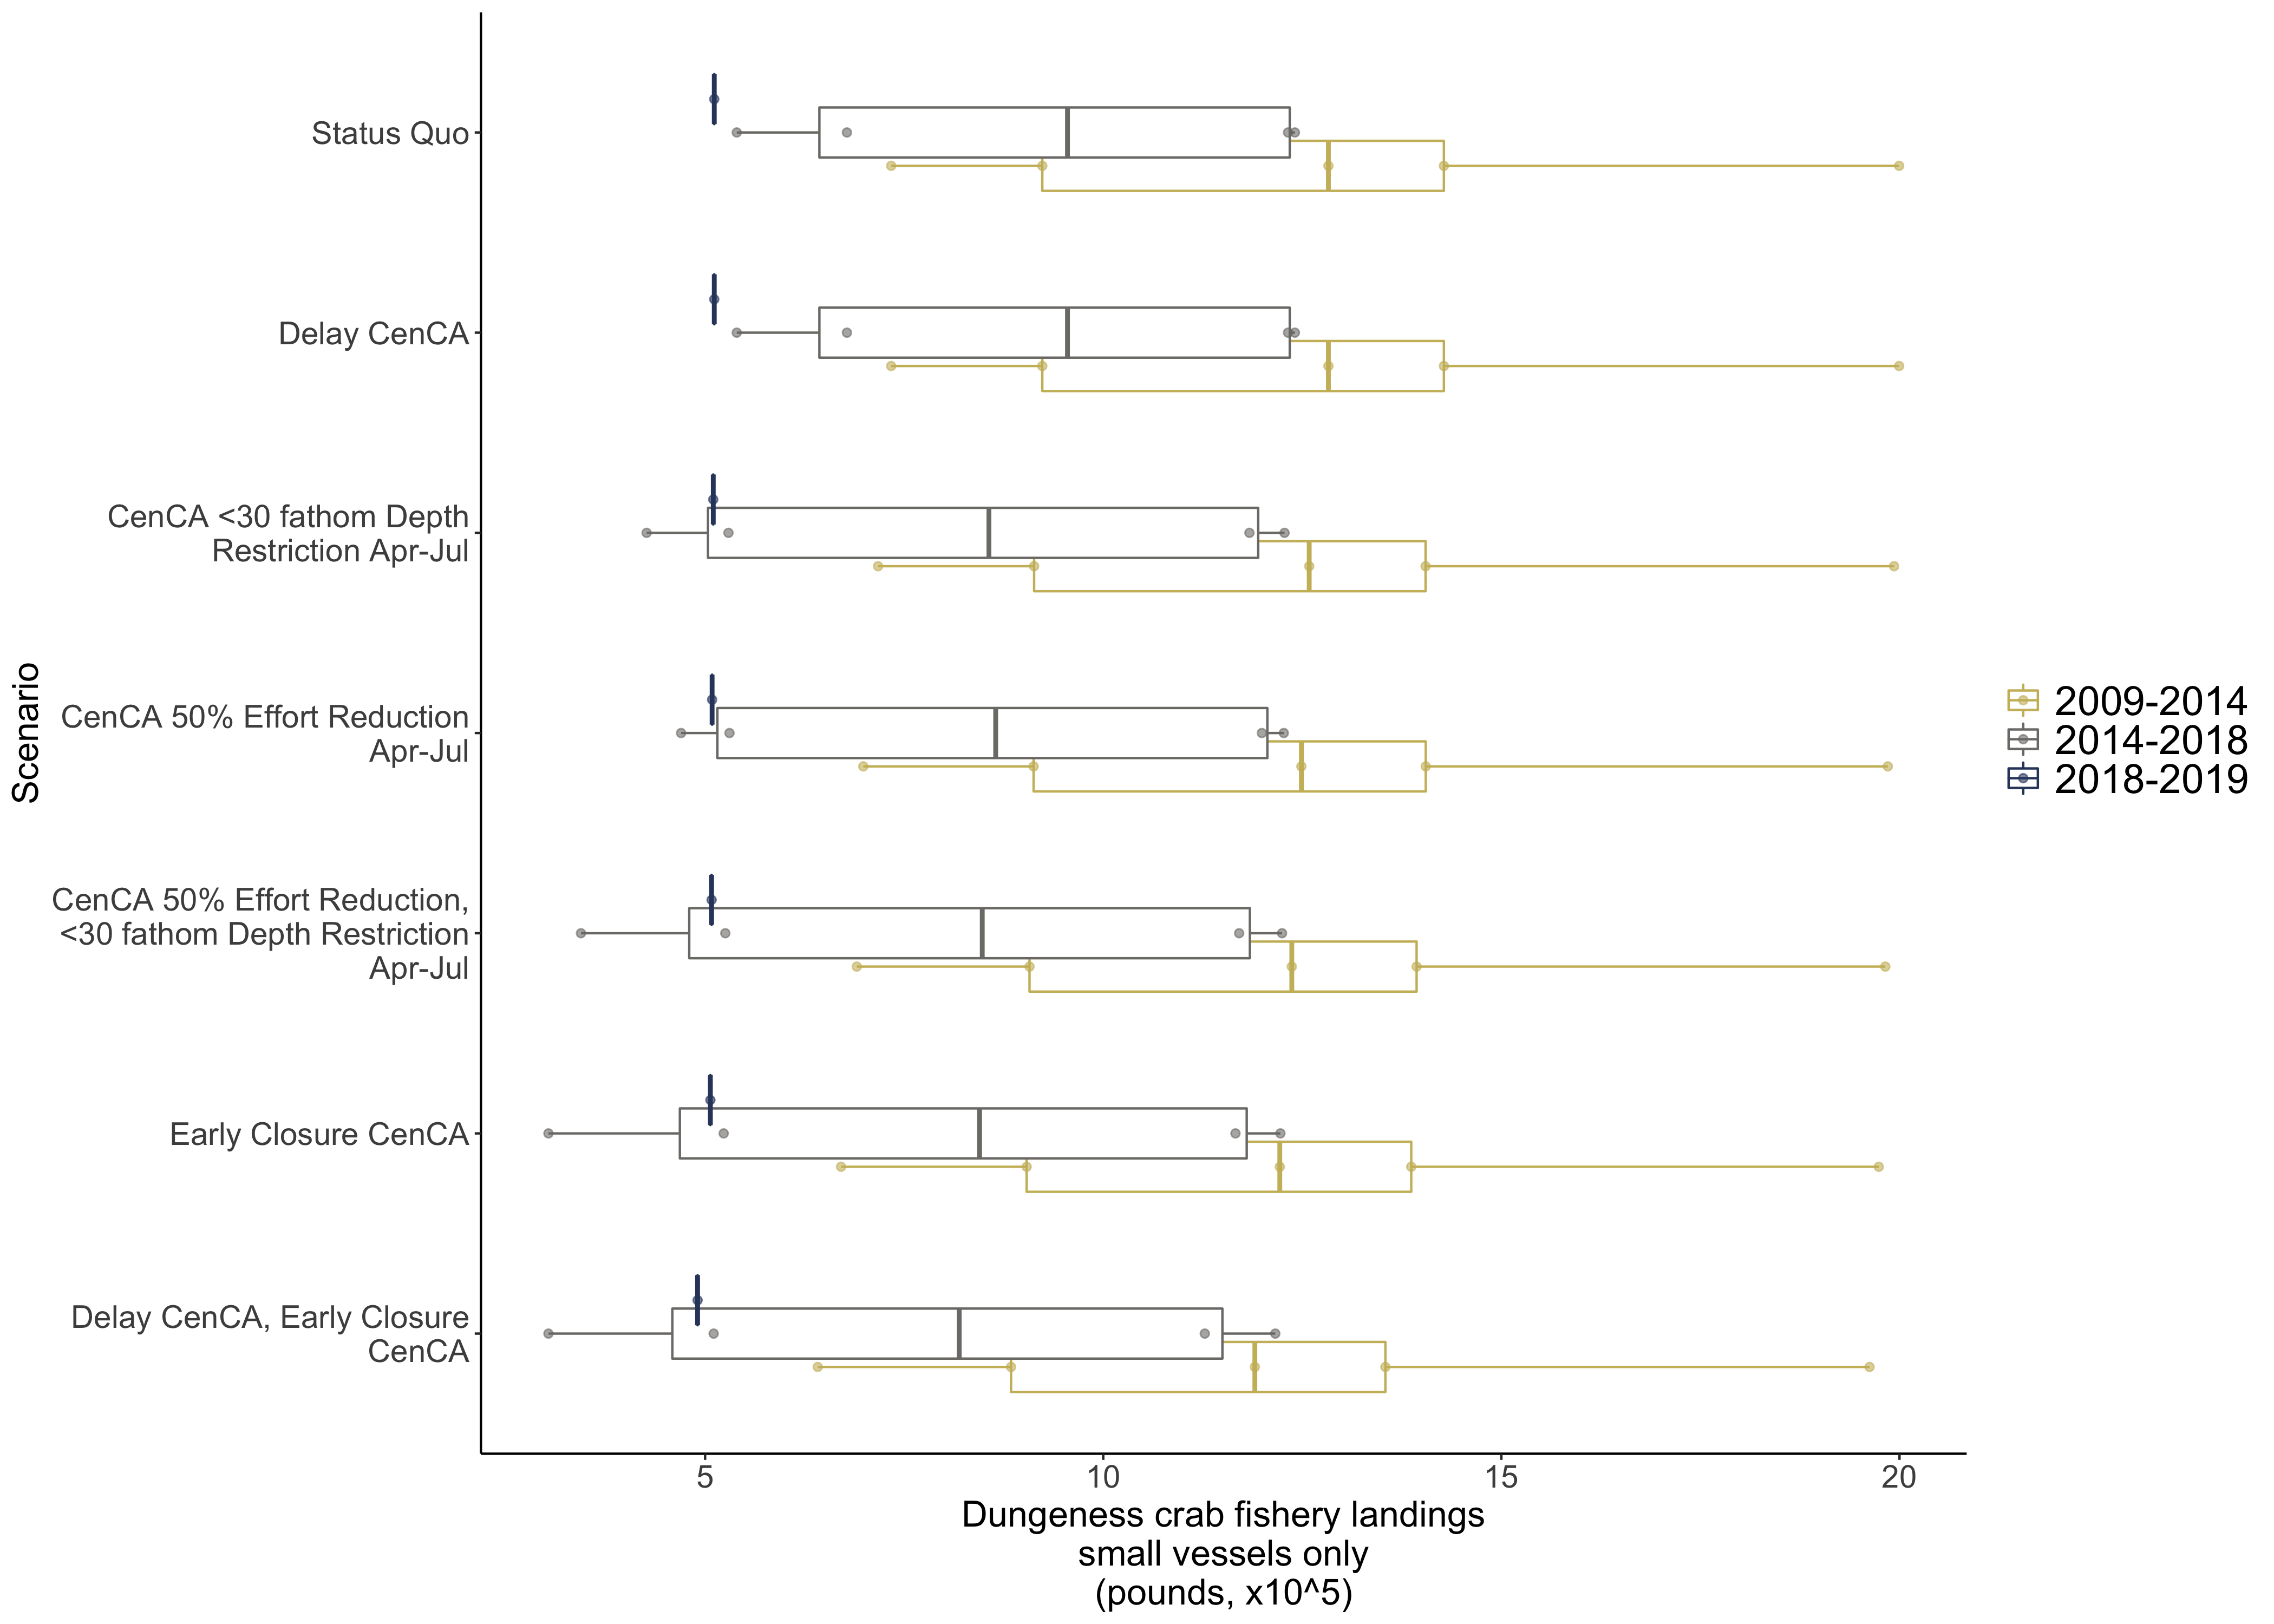 Scenario
Status Quo
Delay CenCA
CenCA <30 fathom Depth
Restriction Apr-Jul
CenCA 50% Effort Reduction
Apr-Jul
CenCA 50% Effort Reduction,
<30 fathom Depth Restriction
Apr-Jul
Early Closure CenCA
Delay CenCA, Early Closure
CenCA
5
10
15
20
Dungeness crab fishery landings
small vessels only
(pounds, x10^5)
2009-2014
2014-2018
2018-2019